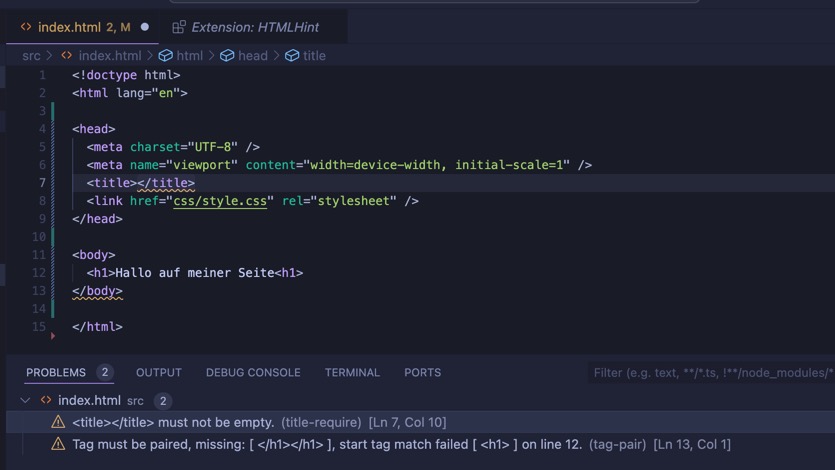 index.html 2, M Extension: HTMLHint
src > index.html > html > head > title
1 <!doctype html>
2 <html lang="en">
3
4 <head>
5 <meta charset="UTF-8" />
6 <meta name="viewport" content="width=device-width, initial-scale=1" />
7 <title></title>
8 <link href="css/style.css" rel="stylesheet" />
9 </head>
10
11 <body>
12 <h1>Hallo auf meiner Seite<h1>
13 </body>
14
15 </html>
PROBLEMS 2 OUTPUT DEBUG CONSOLE TERMINAL PORTS Filter (e.g. text, **/*.ts, !**/node_modules/*
index.html src 2
<title></title> must not be empty. (title-require) [Ln 7, Col 10]
Tag must be paired, missing: [ </h1></h1> ], start tag match failed [ <h1> ] on line 12. (tag-pair) [Ln 13, Col 1]